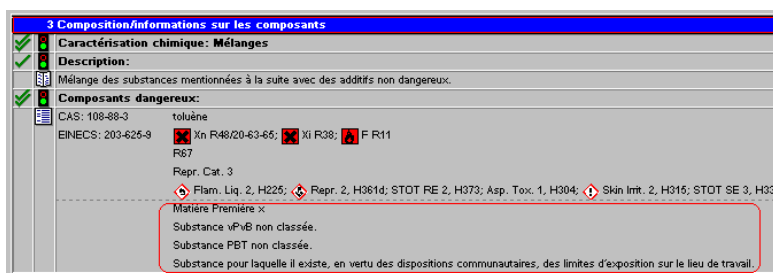 3 Composition/informations sur les composants
Caractérisation chimique: Mélanges
Description:
Mélange des substances mentionnées à la suite avec des additifs non dangereux.
Composants dangereux:
CAS: 108-88-3 toluène
EINECS: 203-625-9 Xn R48/20-63-65; Xi R38; F R11
R67
Repr. Cat. 3
Flam. Liq. 2, H225; Repr. 2, H361d; STOT RE 2, H373; Asp. Tox. 1, H304; Skin Irrit. 2, H315; STOT SE 3, H33
Matière Première x
Substance vPvB non classée.
Substance PBT non classée.
Substance pour laquelle il existe, en vertu des dispositions communautaires, des limites d'exposition sur le lieu de travail.